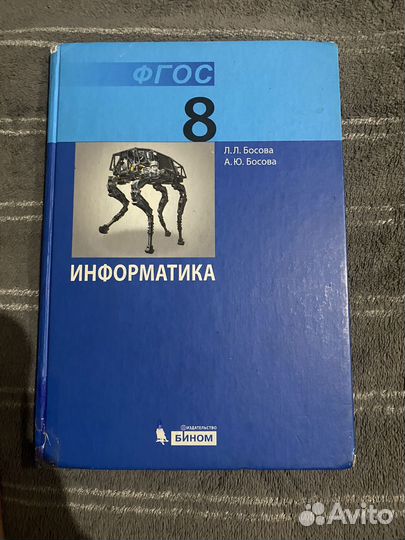 ФГОС
8
Л.Л. Босова
А.Ю. Босова
ИНФОРМАТИКА
ИЗДАТЕЛЬСТВО
БИНОМ
Avito